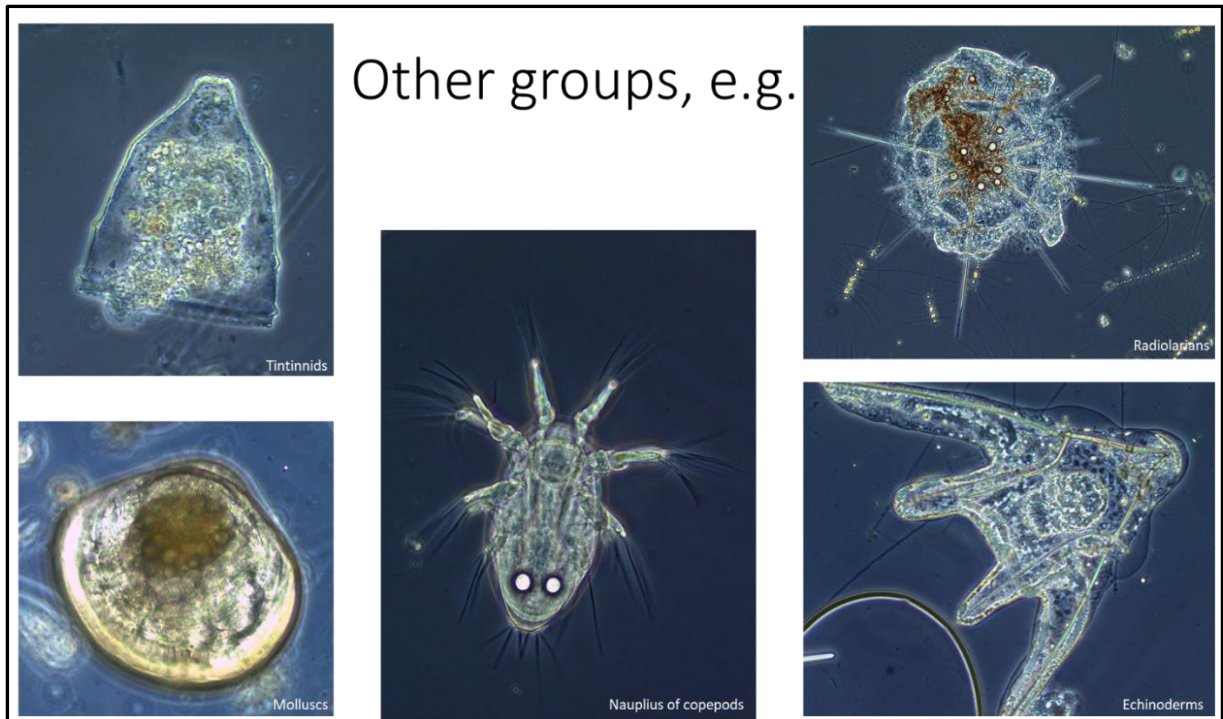 Other groups, e.g.
Tintinnids
Radiolarians
Molluscs
Nauplius of copepods
Echinoderms